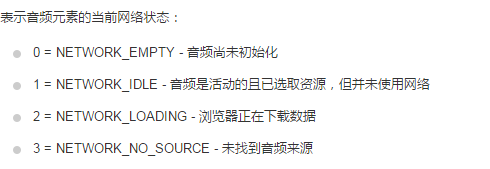 表示音频元素的当前网络状态：
0 = NETWORK_EMPTY - 音频尚未初始化
1 = NETWORK_IDLE - 音频是活动的且已选取资源，但并未使用网络
2 = NETWORK_LOADING - 浏览器正在下载数据
3 = NETWORK_NO_SOURCE - 未找到音频来源